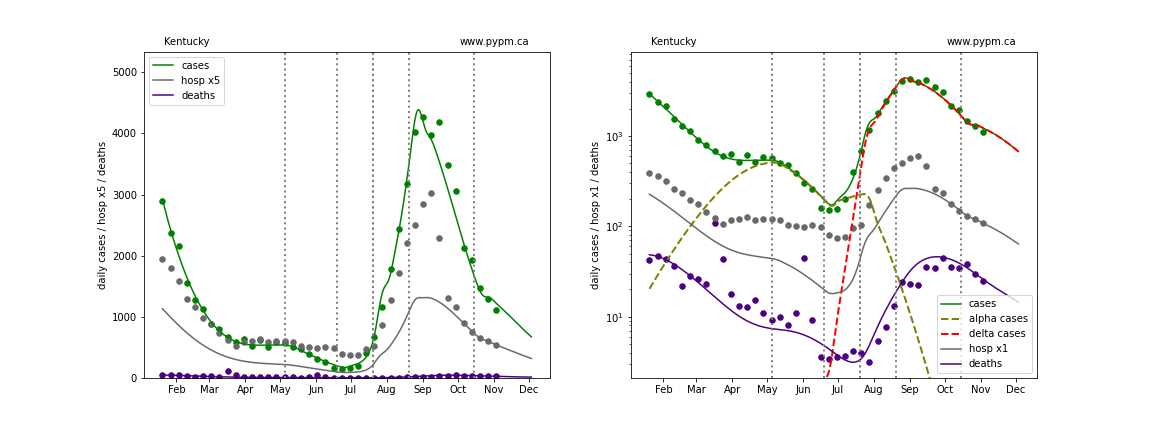 Kentucky
www.pypm.ca
cases
hosp x5
deaths
daily cases / hosp x5 / deaths
5000
4000
3000
2000
1000
0
Feb Mar Apr May Jun Jul Aug Sep Oct Nov Dec
Kentucky
www.pypm.ca
daily cases / hosp x1 / deaths
10³
10²
10¹
cases
alpha cases
delta cases
hosp x1
deaths
Feb Mar Apr May Jun Jul Aug Sep Oct Nov Dec